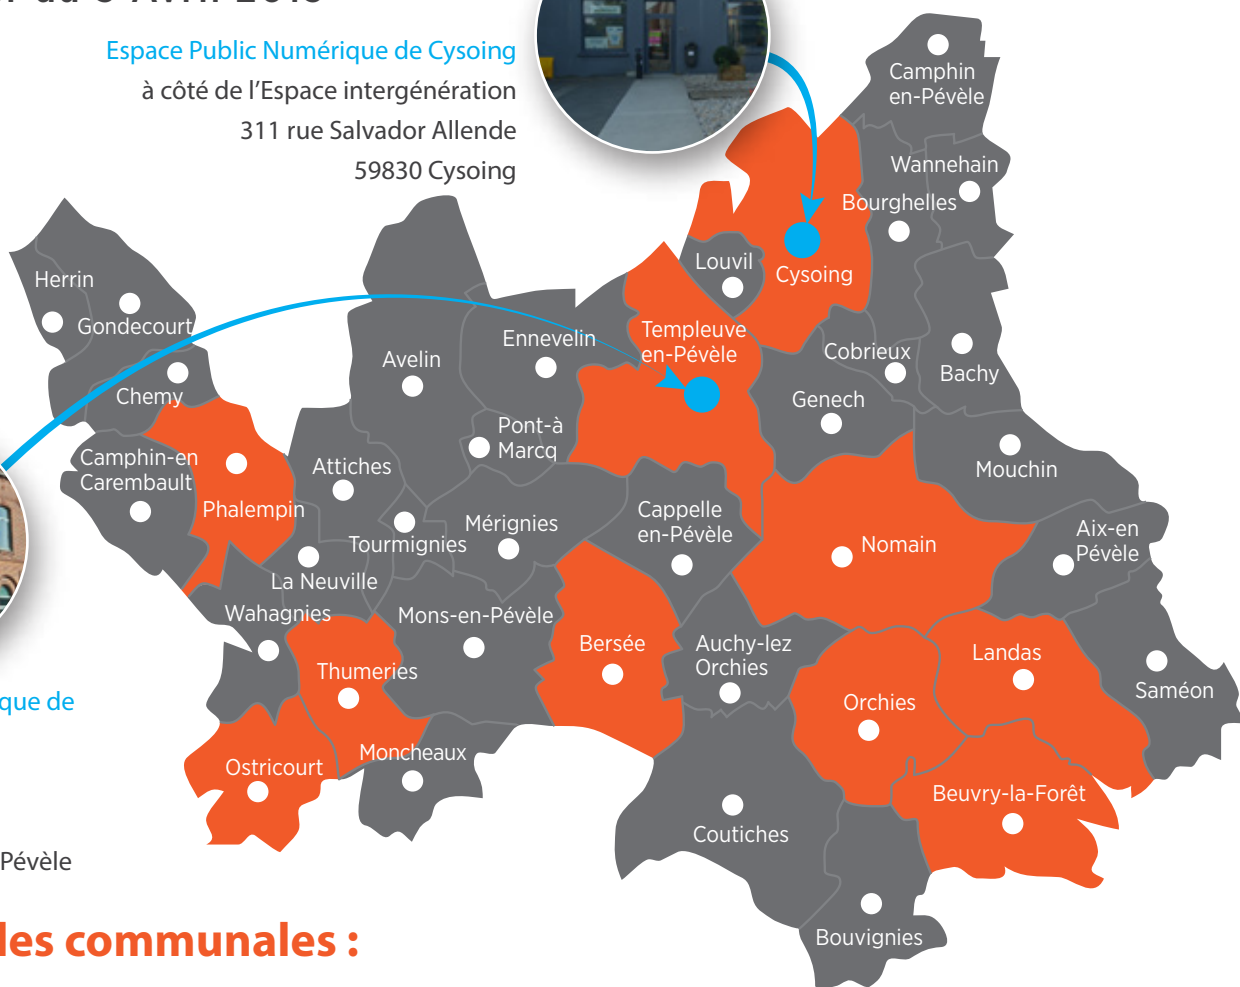 Espace Public Numérique de Cysoing
à côté de l'Espace intergénération
311 rue Salvador Allende
59830 Cysoing
Camphin
en-Pévèle
Wannehain
Bourghelles
Louvil
Cysoing
Herrin
Gondecourt
Ennevelin
Templeuve
en-Pévèle
Avelin
Cobrieux
Bachy
Chemy
Genech
Pont-à
Marcq
Camphin-en
Carembault
Attiches
Mouchin
Phalempin
Cappelle
en-Pévèle
Mérignies
Tourmignies
Aix-en
Pévèle
Nomain
La Neuville
Wahagnies
Mons-en-Pévèle
Bersée
Auchy-lez
Orchies
Landas
Thumeries
Saméon
que de
Orchies
Moncheaux
Ostricourt
Beuvry-la-Forêt
Coutiches
Pévèle
Bouvignies
les communales :